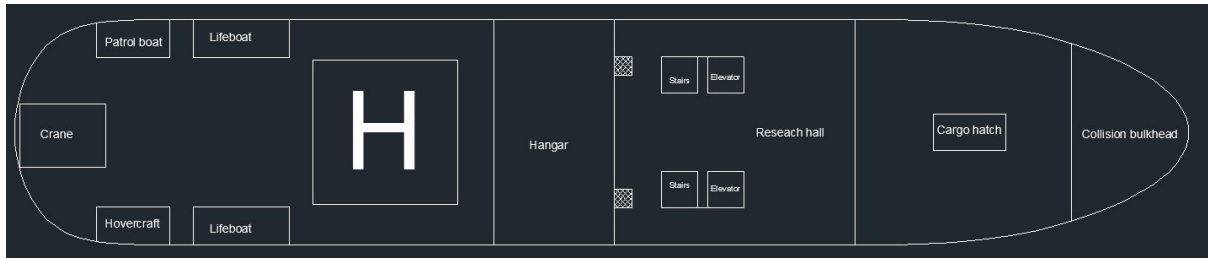 Patrol boat
Lifeboat
Crane
H
Hovercraft
Lifeboat
Hangar
Stairs
Elevator
Reseach hall
Stairs
Elevator
Cargo hatch
Collision bulkhead